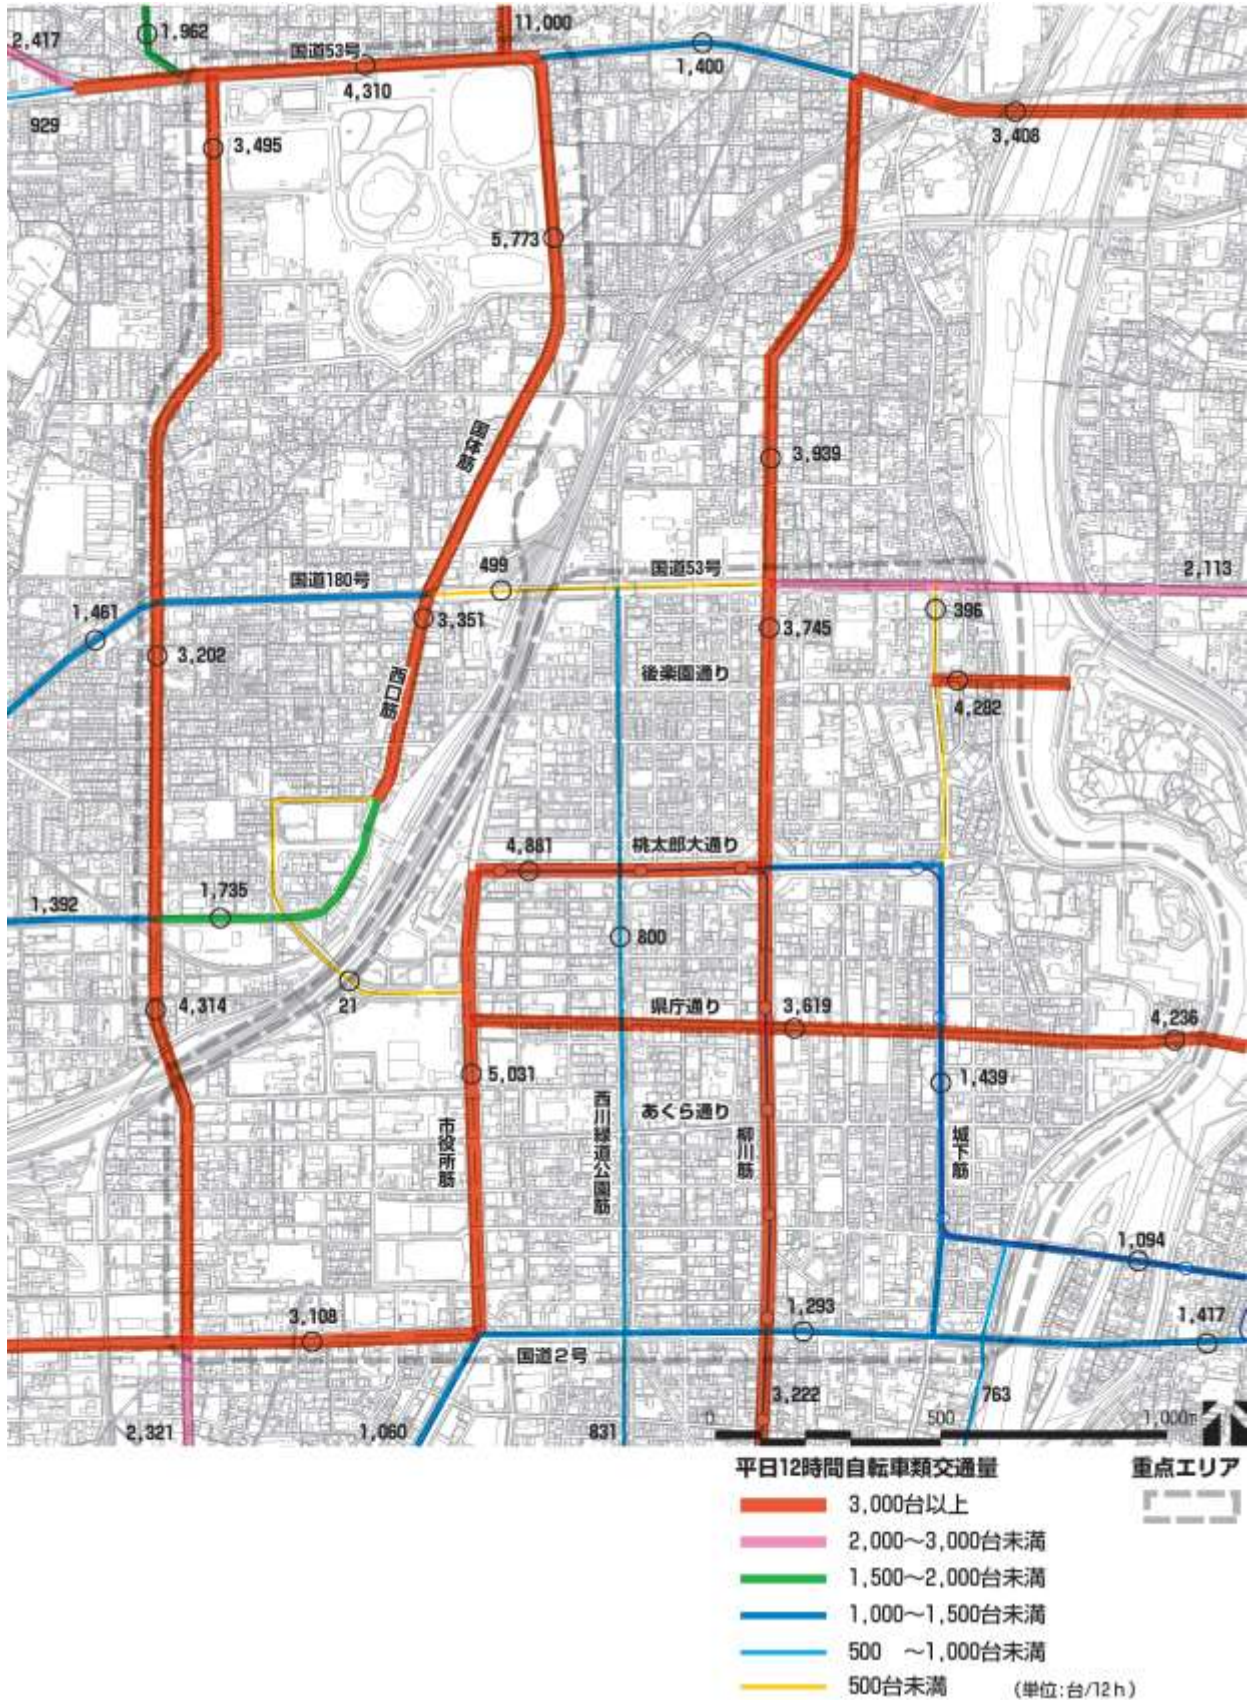 11,000
1,962
2,417
国道53号
1,400
4,310
929
3,408
3,495
5,773
国体筋
3,939
499
国道53号
国道180号
2,113
1,461
3,351
396
3,745
3,202
後楽園通り
西口筋
4,282
4,881
桃太郎大通り
1,735
1,392
800
県庁通り
3,619
4,314
21
4,236
5,031
1,439
あくら通り
市役所筋
西川緑道公園筋
柳川筋
城下筋
1,094
3,108
1,293
1,417
国道2号
3,222
763
0
500
1,000m
2,321
1,060
831
平日12時間自転車類交通量
重点エリア
3,000台以上
2,000～3,000台未満
1,500～2,000台未満
1,000～1,500台未満
500　～1,000台未満
500台未満
（単位:台/12h）